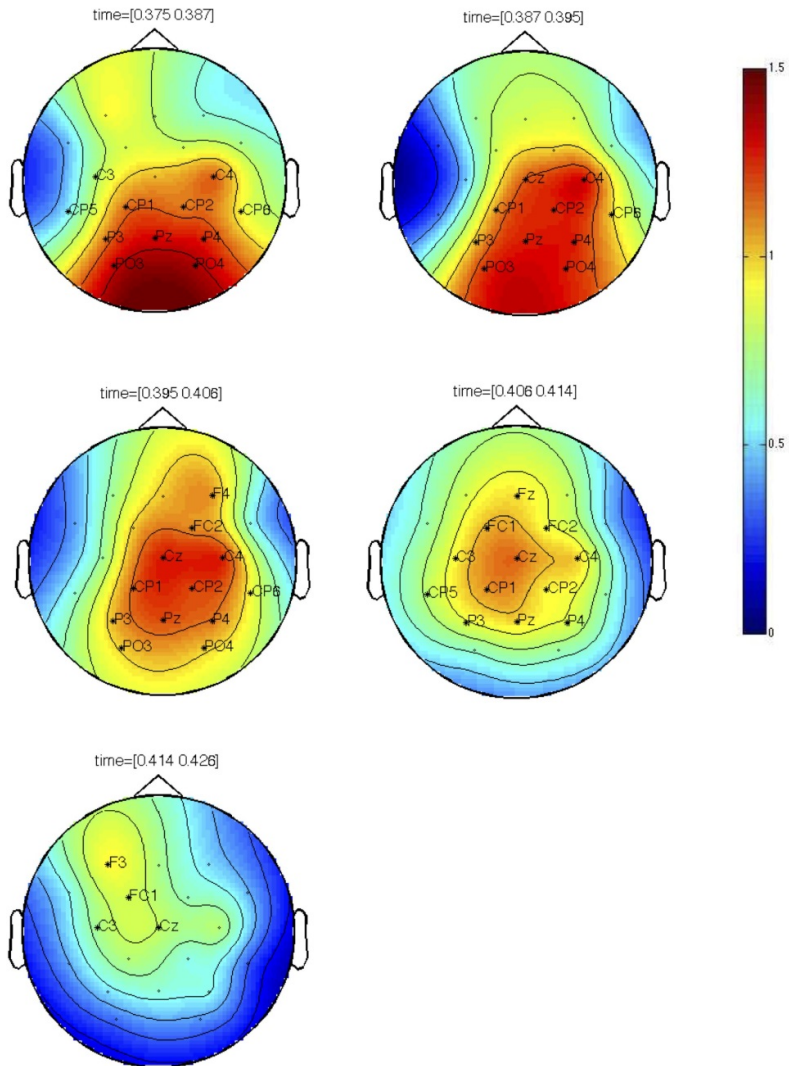 time=[0.375 0.387]
time=[0.387 0.395]
1.5
C3
C4
CP5
CP1
CP2
CP6
P3
Pz
P4
PO3
PO4
Cz
C4
CP1
CP2
CP6
P3
Pz
P4
PO3
PO4
1
time=[0.395 0.406]
time=[0.406 0.414]
0.5
F4
FC2
Cz
C4
CP1
CP2
CP6
P3
Pz
P4
PO3
PO4
Fz
FC1
FC2
C3
Cz
C4
CP5
CP1
CP2
P3
Pz
P4
0
time=[0.414 0.426]
F3
FC1
C3
Cz